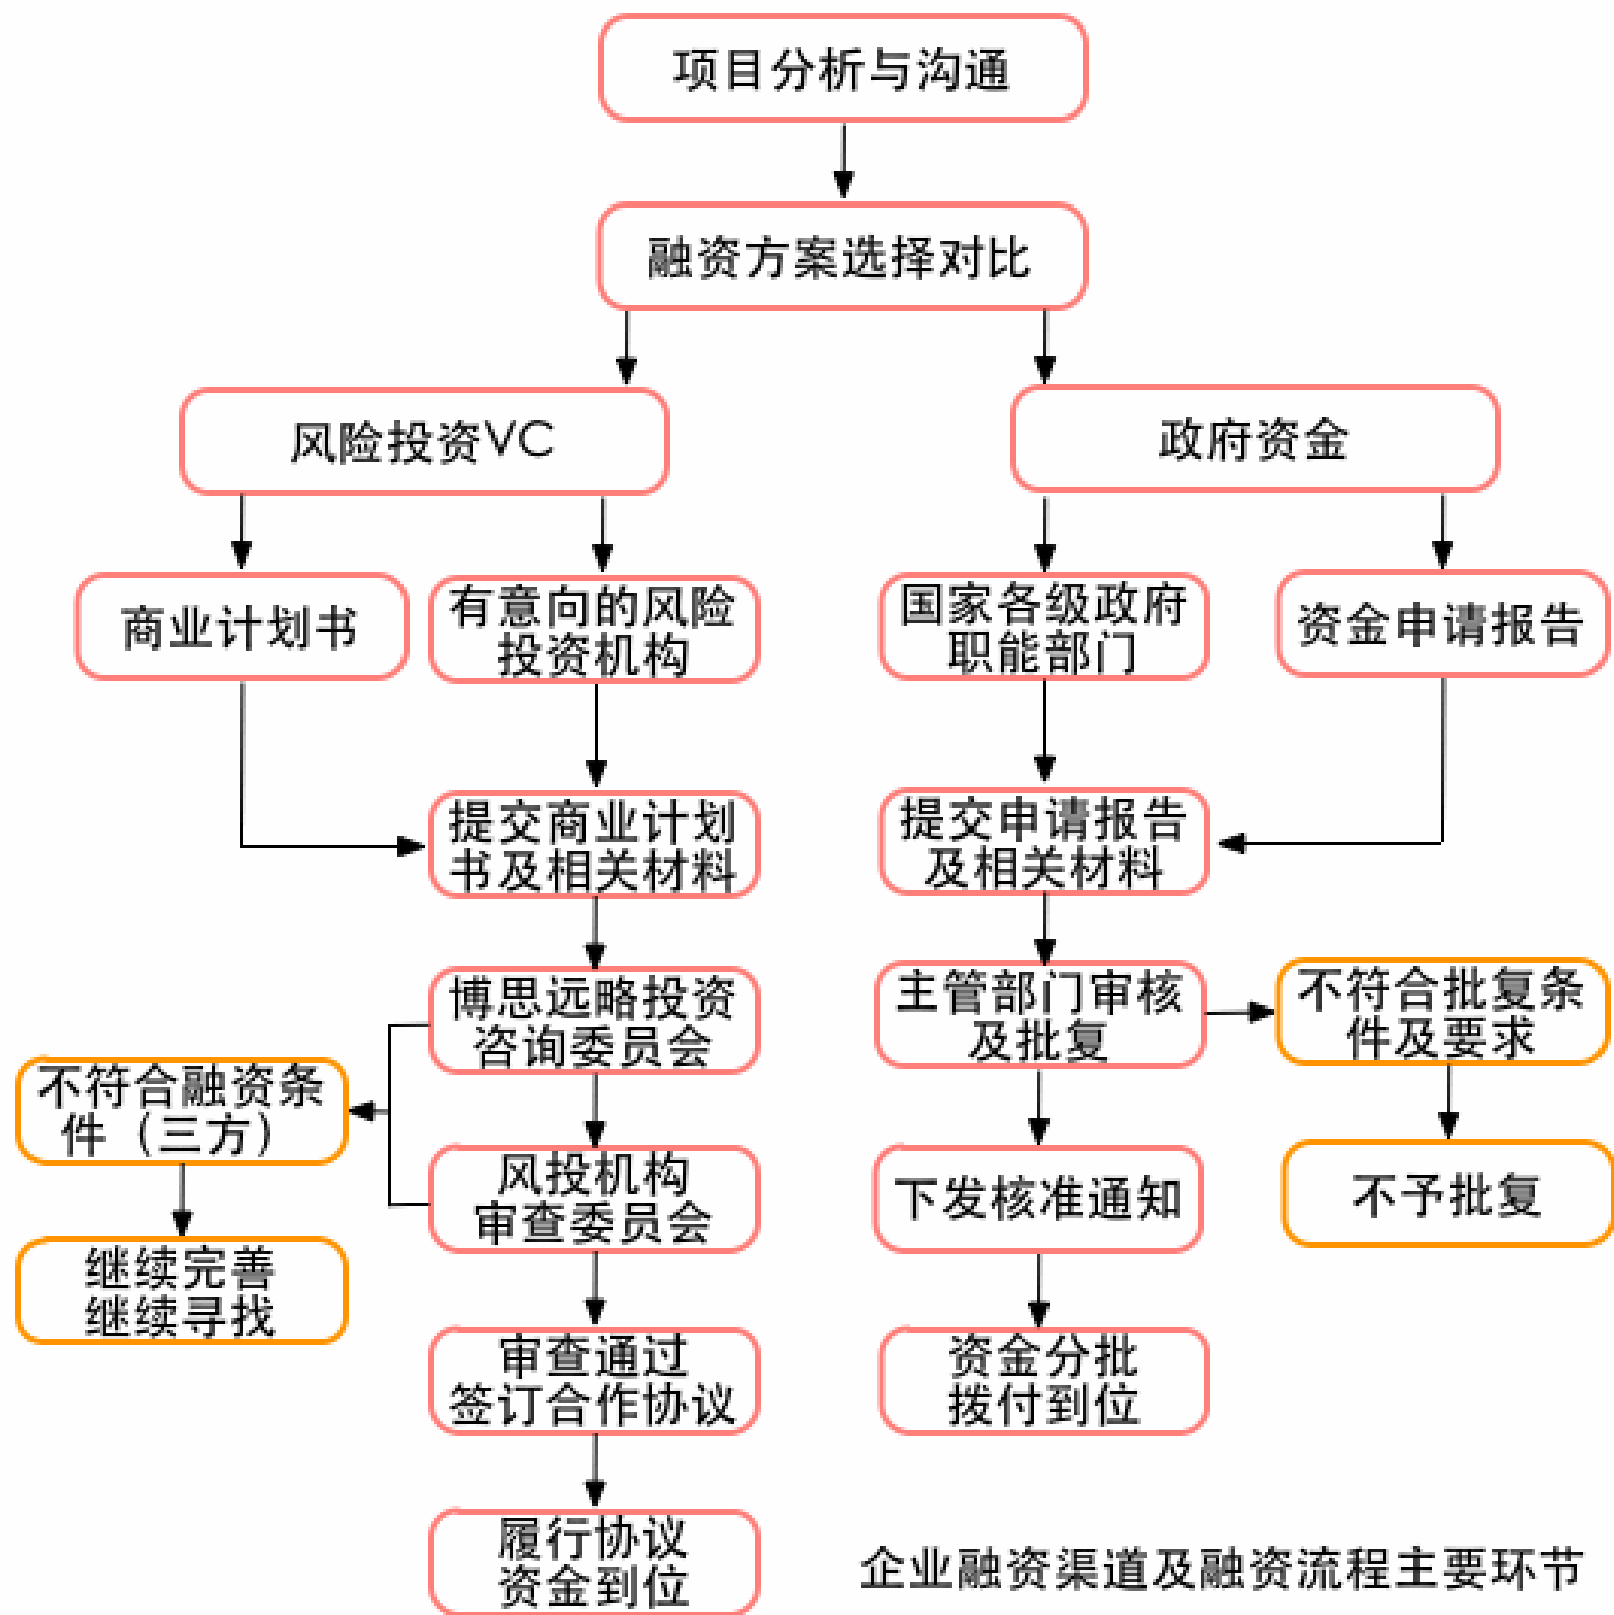 项目分析与沟通
融资方案选择对比
风险投资VC
政府资金
商业计划书
有意向的风险
投资机构
国家各级政府
职能部门
资金申请报告
提交商业计划
书及相关材料
提交申请报告
及相关材料
博思远略投资
咨询委员会
主管部门审核
及批复
不符合批复条
件及要求
不符合融资条
件（三方）
风投机构
审查委员会
下发核准通知
不予批复
继续完善
继续寻找
审查通过
签订合作协议
资金分批
拨付到位
履行协议
资金到位
企业融资渠道及融资流程主要环节